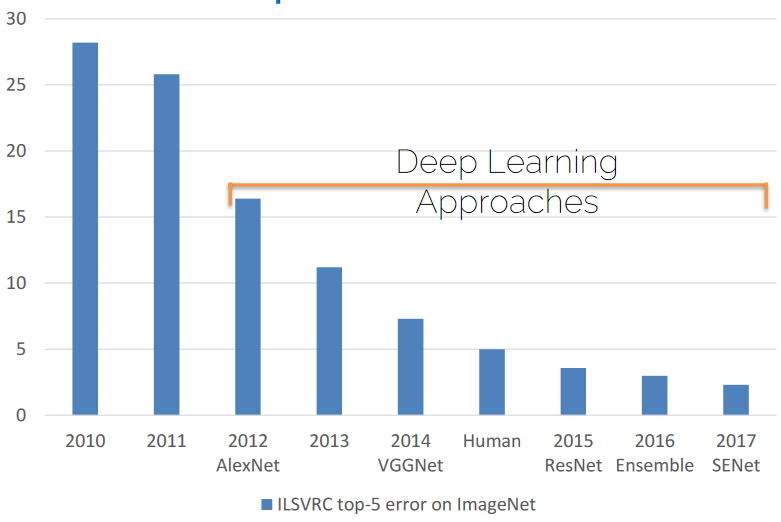 30
25
20
15
10
5
0
Deep Learning
Approaches
2010 2011 2012 2013 2014 Human 2015 2016 2017
AlexNet VGGNet ResNet Ensemble SENet
ILSVRC top-5 error on ImageNet